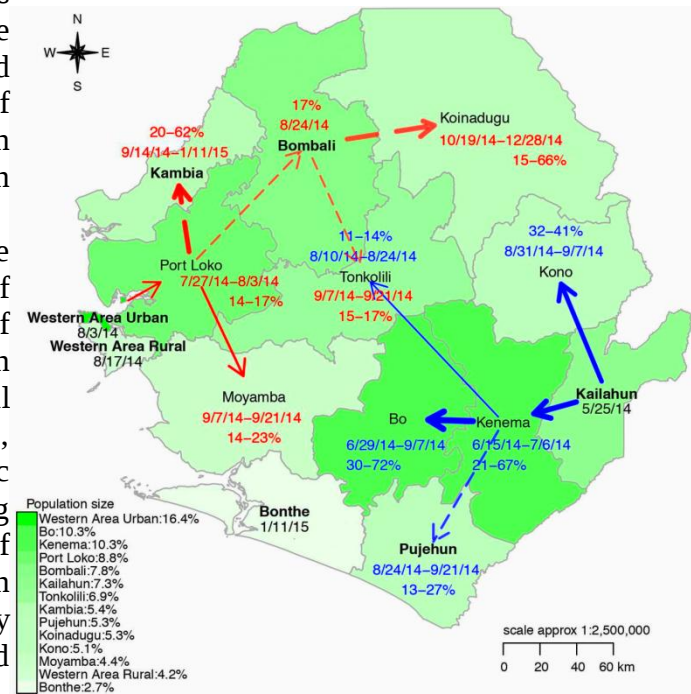 N
W E
S
17%
8/24/14
Bombali
Koinadugu
10/19/14–12/28/14
15–66%
20–62%
9/14/14–1/11/15
Kambia
11–14%
8/10/14–8/24/14
Tonkolili
9/7/14–9/21/14
15–17%
32–41%
8/31/14–9/7/14
Kono
Port Loko
7/27/14–8/3/14
14–17%
Western Area Urban
8/3/14
Western Area Rural
8/17/14
Moyamba
9/7/14–9/21/14
14–23%
Bo
6/29/14–9/7/14
30–72%
Kenema
6/15/14–7/6/14
21–67%
Kailahun
5/25/14
Bonthe
1/11/15
Pujehun
8/24/14–9/21/14
13–27%
Population size
Western Area Urban:16.4%
Bo:10.3%
Kenema:10.3%
Port Loko:8.8%
Bombali:7.8%
Kailahun:7.3%
Tonkolili:6.9%
Kambia:5.4%
Pujehun:5.3%
Koinadugu:5.3%
Kono:5.1%
Moyamba:4.4%
Western Area Rural:4.2%
Bonthe:2.7%
scale approx 1:2,500,000
0 20 40 60 km